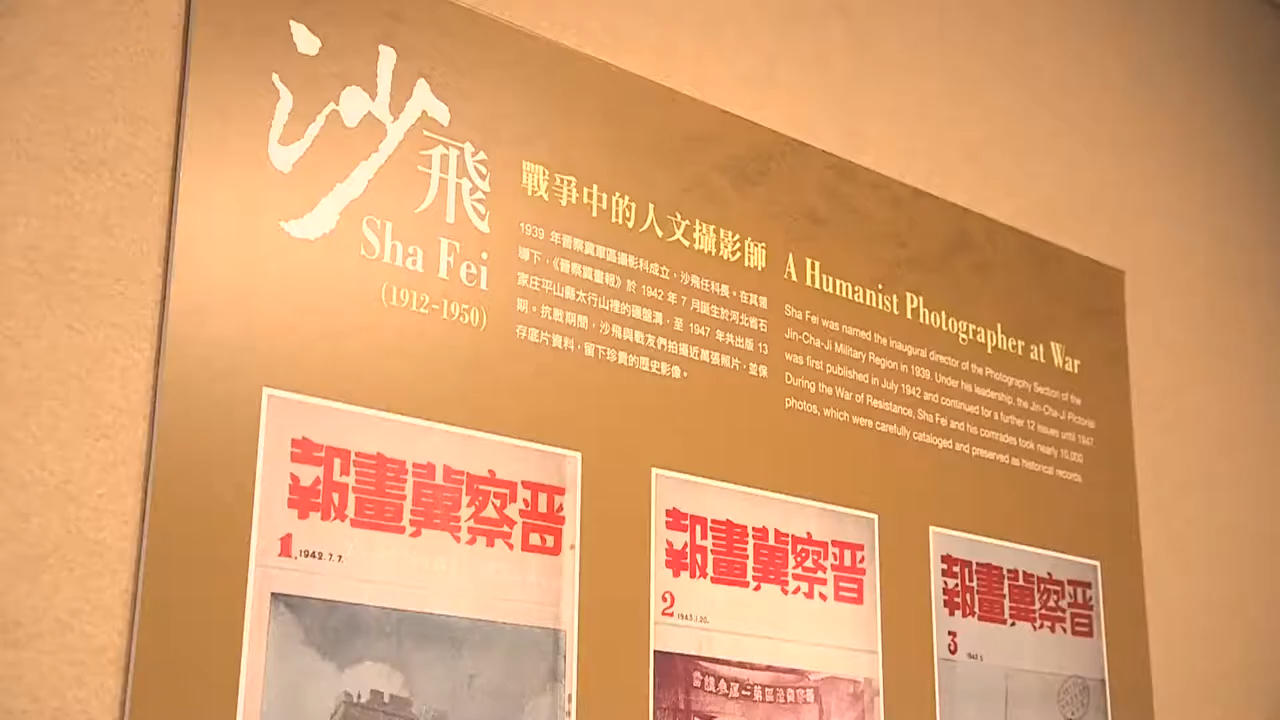 沙飛
Sha Fei
(1912-1950)
戰爭中的人文攝影師
1939 年晉察冀軍區攝影科成立，沙飛任科長。在其領
導下，《晉察冀畫報》於 1942 年 7 月誕生於河北省石
家庄平山縣太行山裡的碾盤溝，至 1947 年共出版 13
期。抗戰期間，沙飛與戰友們拍攝近萬張照片，並保
存底片資料，留下珍貴的歷史影像。
A Humanist Photographer at War
Sha Fei was named the inaugural director of the Photography Section of the
Jin-Cha-Ji Military Region in 1939. Under his leadership, the Jin-Cha-Ji Pictorial
was first published in July 1942 and continued for a further 12 issues until 1947.
During the War of Resistance, Sha Fei and his comrades took nearly 10,000
photos, which were carefully cataloged and preserved as historical records.
報畫冀察晉
1, 1942.7.7.
報畫冀察晉
2 1943.1.20.
報畫冀察晉
3